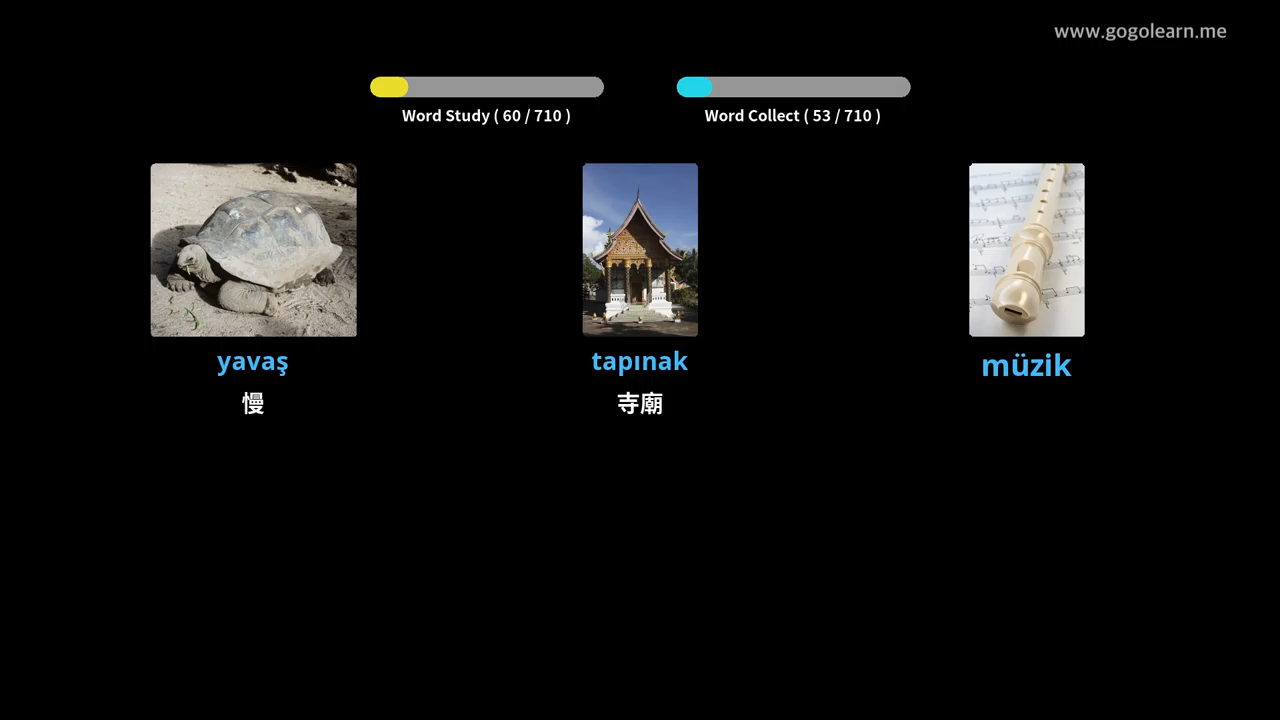 www.gogolearn.me
Word Study ( 60 / 710 )
Word Collect ( 53 / 710 )
yavaş
tapınak
müzik
慢
寺廟